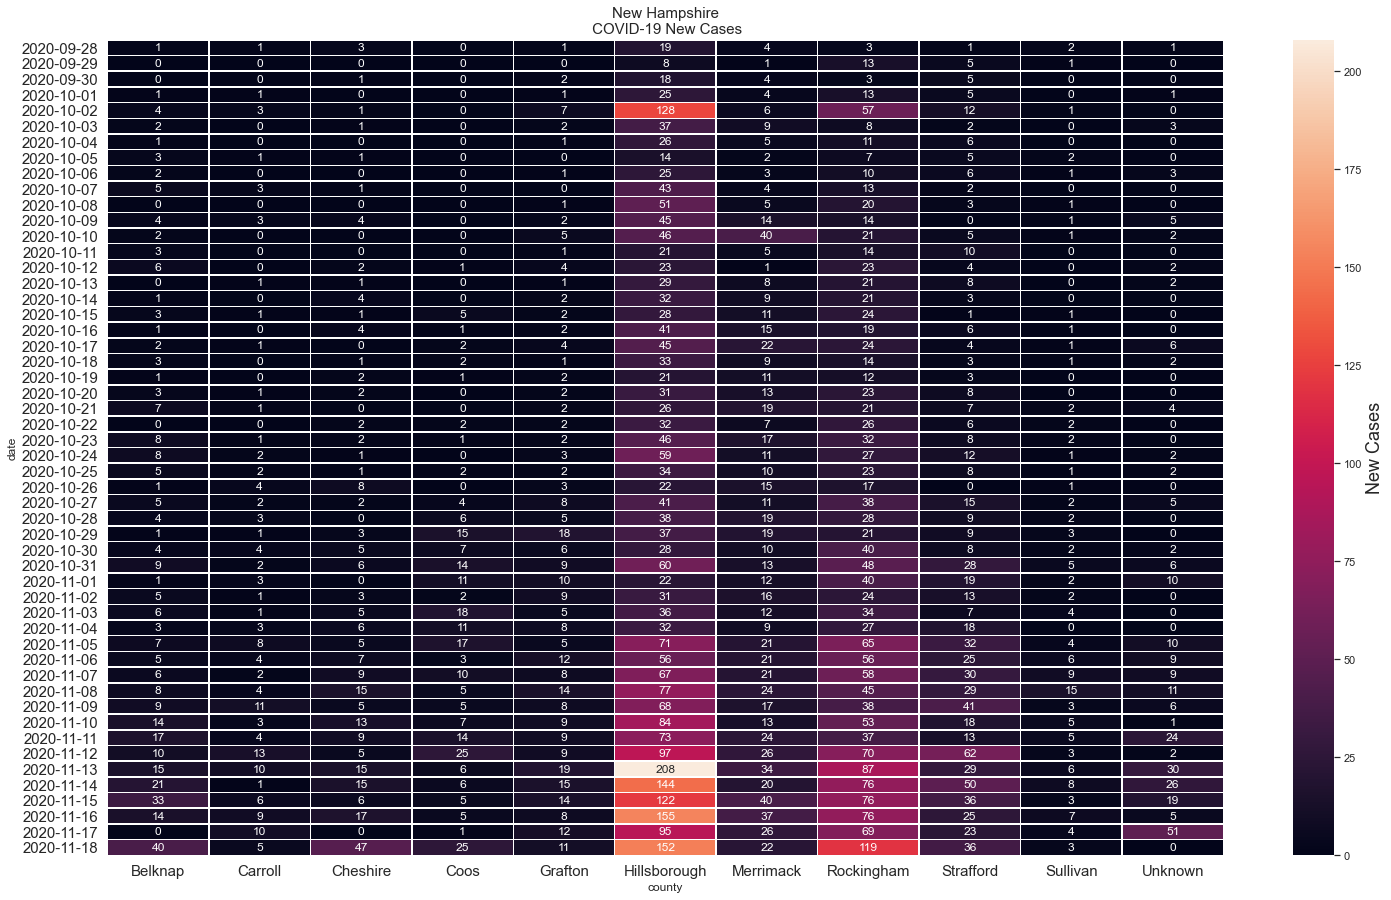 New Hampshire
COVID-19 New Cases
2020-09-28 1 1 3 0 1 19 4 3 1 2 1
2020-09-29 0 0 0 0 0 8 1 13 5 1 0
2020-09-30 0 0 1 0 2 18 4 3 5 0 0
2020-10-01 1 1 0 0 1 25 4 13 5 0 1
2020-10-02 4 3 1 0 7 128 6 57 12 1 0
2020-10-03 2 0 1 0 2 37 9 8 2 0 3
2020-10-04 1 0 0 0 1 26 5 11 6 0 0
2020-10-05 3 1 1 0 0 14 2 7 5 2 0
2020-10-06 2 0 0 0 1 25 3 10 6 1 3
2020-10-07 5 3 1 0 0 43 4 13 2 0 0
2020-10-08 0 0 0 0 1 51 5 20 3 1 0
2020-10-09 4 3 4 0 2 45 14 14 0 1 5
2020-10-10 2 0 0 0 5 46 40 21 5 1 2
2020-10-11 3 0 0 0 1 21 5 14 10 0 0
2020-10-12 6 0 2 1 4 23 1 23 4 0 2
2020-10-13 0 1 1 0 1 29 8 21 8 0 2
2020-10-14 1 0 4 0 2 32 9 21 3 0 0
2020-10-15 3 1 1 5 2 28 11 24 1 1 0
2020-10-16 1 0 4 1 2 41 15 19 6 1 0
2020-10-17 2 1 0 2 4 45 22 24 4 1 6
2020-10-18 3 0 1 2 1 33 9 14 3 1 2
2020-10-19 1 0 2 1 2 21 11 12 3 0 0
2020-10-20 3 1 2 0 2 31 13 23 8 0 0
2020-10-21 7 1 0 0 2 26 19 21 7 2 4
2020-10-22 0 0 2 2 2 32 7 26 6 2 0
2020-10-23 8 1 2 1 2 46 17 32 8 2 0
2020-10-24 8 2 1 0 3 59 11 27 12 1 2
2020-10-25 5 2 1 2 2 34 10 23 8 1 2
2020-10-26 1 4 8 0 3 22 15 17 0 1 0
2020-10-27 5 2 2 4 8 41 11 38 15 2 5
2020-10-28 4 3 0 6 5 38 19 28 9 2 0
2020-10-29 1 1 3 15 18 37 19 21 9 3 0
2020-10-30 4 4 5 7 6 28 10 40 8 2 2
2020-10-31 9 2 6 14 9 60 13 48 28 5 6
2020-11-01 1 3 0 11 10 22 12 40 19 2 10
2020-11-02 5 1 3 2 9 31 16 24 13 2 0
2020-11-03 6 1 5 18 5 36 12 34 7 4 0
2020-11-04 3 3 6 11 8 32 9 27 18 0 0
2020-11-05 7 8 5 17 5 71 21 65 32 4 10
2020-11-06 5 4 7 3 12 56 21 56 25 6 9
2020-11-07 6 2 9 10 8 67 21 58 30 9 9
2020-11-08 8 4 15 5 14 77 24 45 29 15 11
2020-11-09 9 11 5 5 8 68 17 38 41 3 6
2020-11-10 14 3 13 7 9 84 13 53 18 5 1
2020-11-11 17 4 9 14 9 73 24 37 13 5 24
2020-11-12 10 13 5 25 9 97 26 70 62 3 2
2020-11-13 15 10 15 6 19 208 34 87 29 6 30
2020-11-14 21 1 15 6 15 144 20 76 50 8 26
2020-11-15 33 6 6 5 14 122 40 76 36 3 19
2020-11-16 14 9 17 5 8 155 37 76 25 7 5
2020-11-17 0 10 0 1 12 95 26 69 23 4 51
2020-11-18 40 5 47 25 11 152 22 119 36 3 0
Belknap Carroll Cheshire Coos Grafton Hillsborough Merrimack Rockingham Strafford Sullivan Unknown
county
date
200
175
150
125
100
75
50
25
0
New Cases